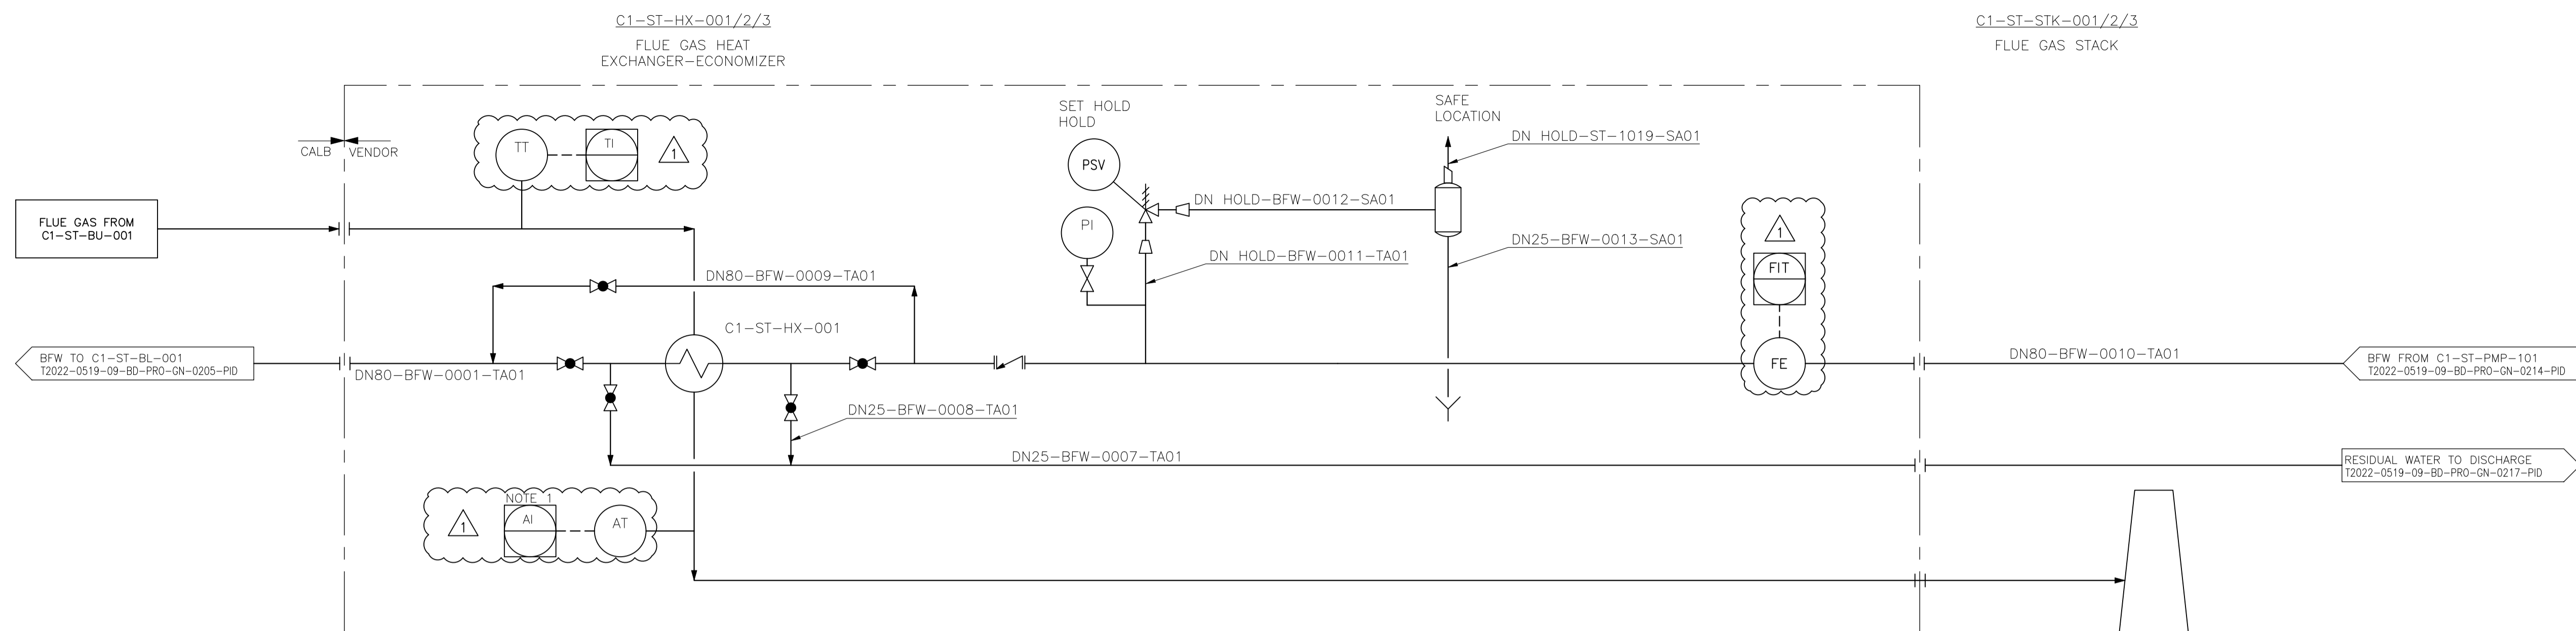 C1-ST-HX-001/2/3
FLUE GAS HEAT
EXCHANGER-ECONOMIZER
C1-ST-STK-001/2/3
FLUE GAS STACK
CALB
VENDOR
TT
TI
1
SET HOLD
HOLD
PSV
PI
SAFE
LOCATION
DN HOLD-ST-1019-SA01
DN HOLD-BFW-0012-SA01
DN25-BFW-0013-SA01
DN HOLD-BFW-0011-TA01
FLUE GAS FROM
C1-ST-BU-001
DN80-BFW-0009-TA01
1
FIT
FE
C1-ST-HX-001
BFW TO C1-ST-BL-001
T2022-0519-09-BD-PRO-GN-0205-PID
DN80-BFW-0001-TA01
DN80-BFW-0010-TA01
BFW FROM C1-ST-PMP-101
T2022-0519-09-BD-PRO-GN-0214-PID
DN25-BFW-0008-TA01
DN25-BFW-0007-TA01
RESIDUAL WATER TO DISCHARGE
T2022-0519-09-BD-PRO-GN-0217-PID
NOTE 1
1
AI
AT